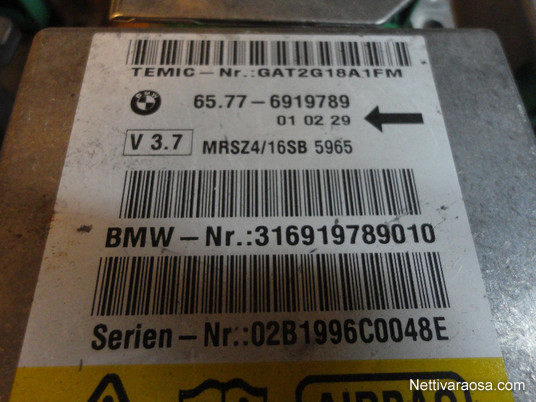 TEMIC-Nr.:GAT2G18A1FM
65.77-6919789
01 02 29
V 3.7
MRSZ4/16SB 5965
BMW-Nr.:316919789010
Serien-Nr.:02B1996C0048E
AIRBAG
Nettivaraosa.com